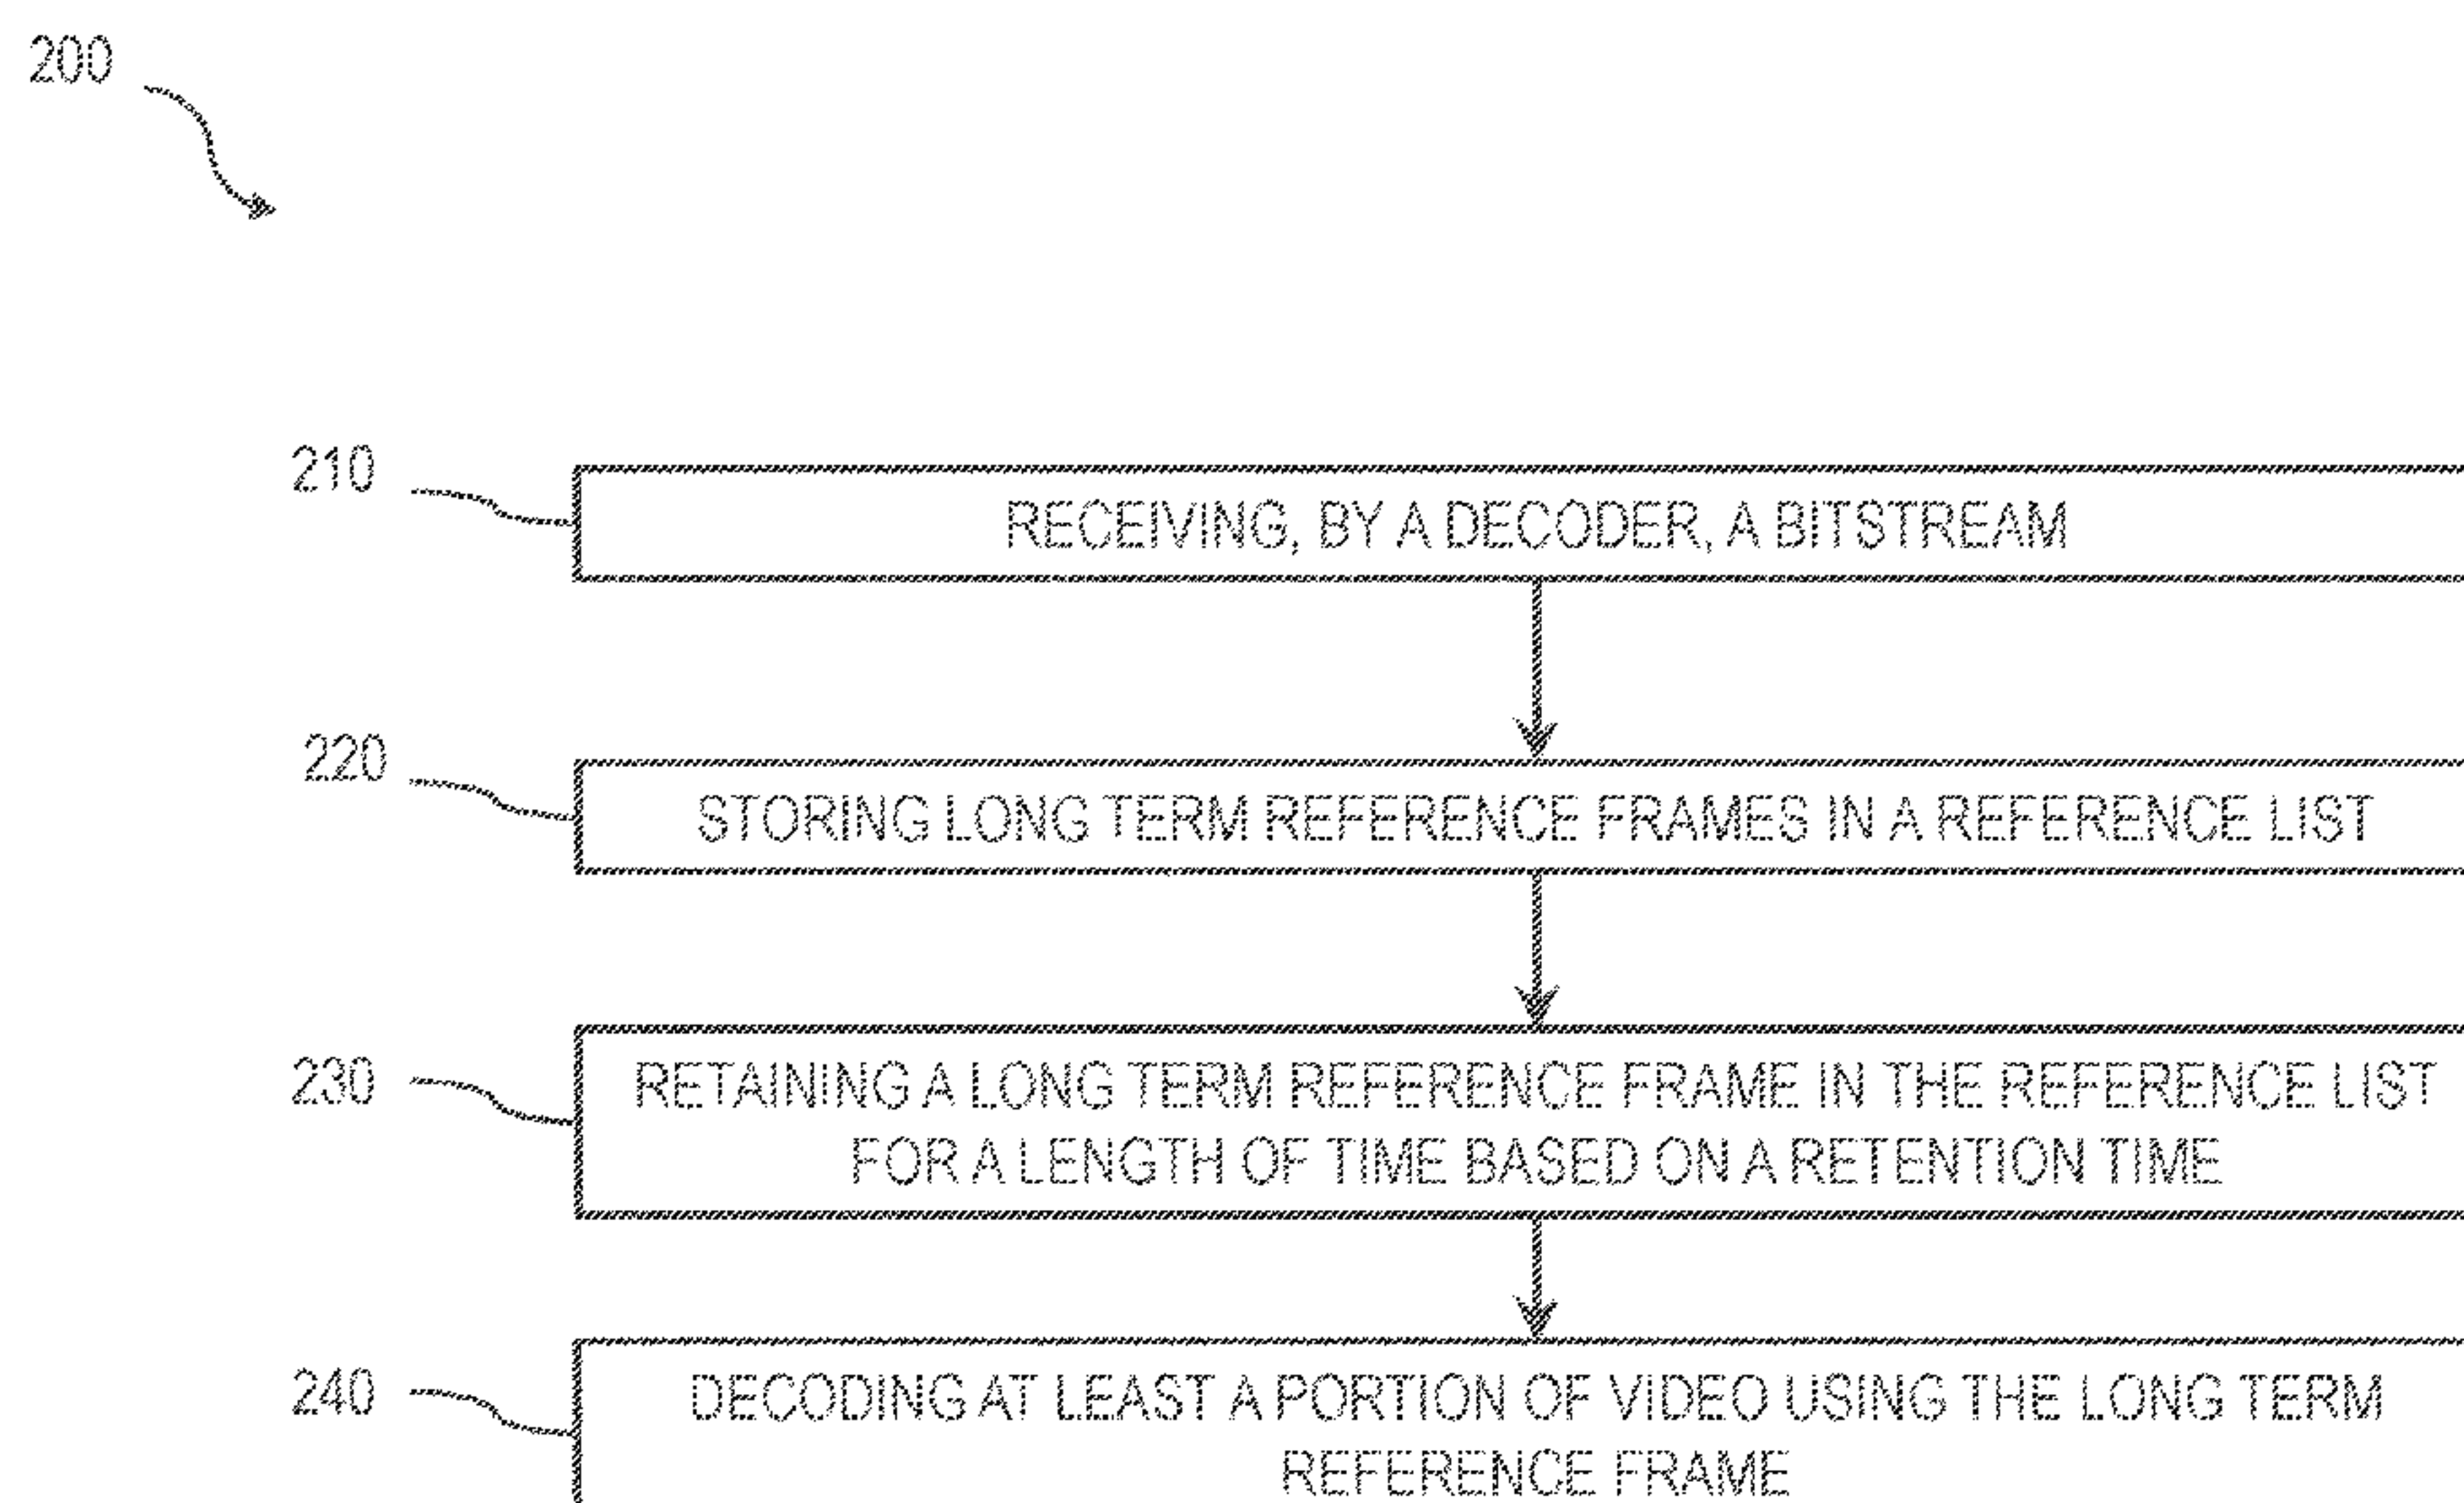 200
210
RECEIVING, BY A DECODER, A BITSTREAM
220
STORING LONG TERM REFERENCE FRAMES IN A REFERENCE LIST
230
RETAINING A LONG TERM REFERENCE FRAME IN THE REFERENCE LIST
FOR A LENGTH OF TIME BASED ON A RETENTION TIME
240
DECODING AT LEAST A PORTION OF VIDEO USING THE LONG TERM
REFERENCE FRAME